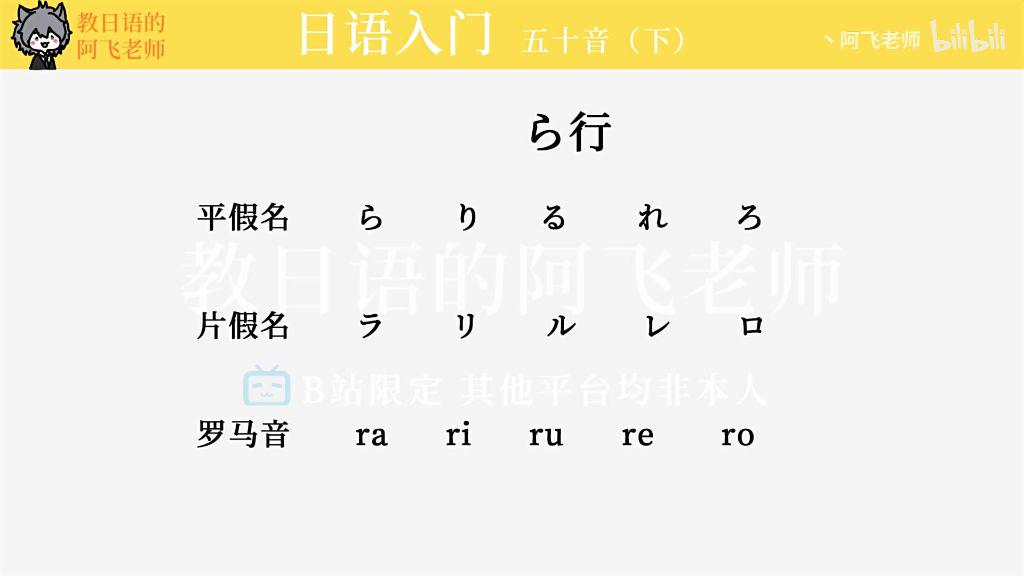 教日语的
阿飞老师
日语入门 五十音（下）
丶阿飞老师 bilibili
ら行
平假名 ら り る れ ろ
教日语的阿飞老师
片假名 ラ リ ル レ ロ
B站限定 其他平台均非本人
罗马音 ra ri ru re ro